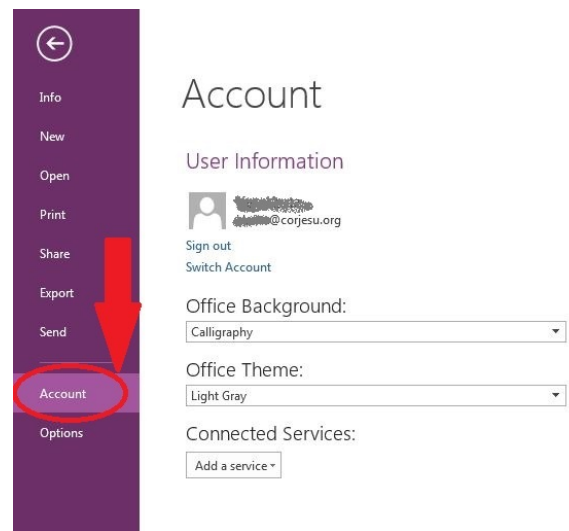 Info
New
Open
Print
Share
Export
Send
Account
Options
Account
User Information
@corjesu.org
Sign out
Switch Account
Office Background:
Calligraphy
Office Theme:
Light Gray
Connected Services:
Add a service